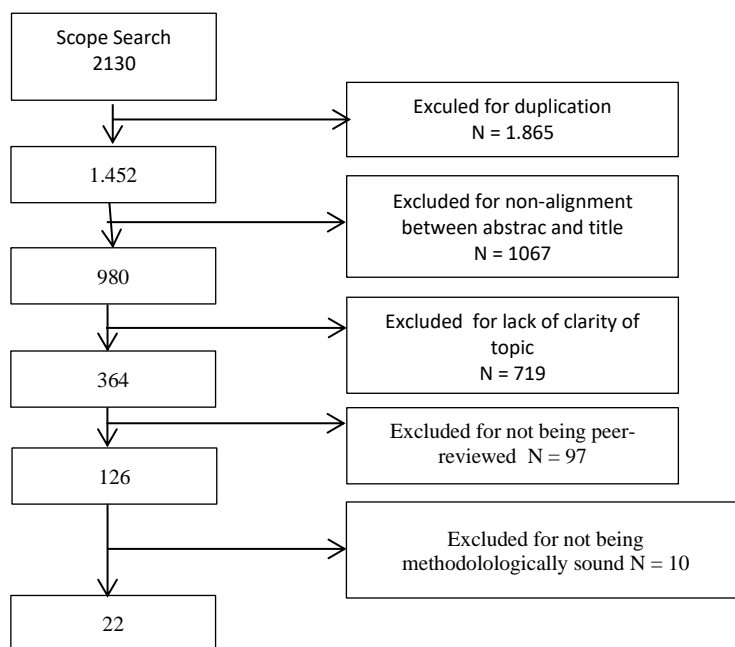 Scope Search
2130
Exculed for duplication
N = 1.865
1.452
Excluded for non-alignment
between abstrac and title
N = 1067
980
Excluded for lack of clarity of
topic
N = 719
364
Excluded for not being peer-
reviewed N = 97
126
Excluded for not being
methodolologically sound N = 10
22